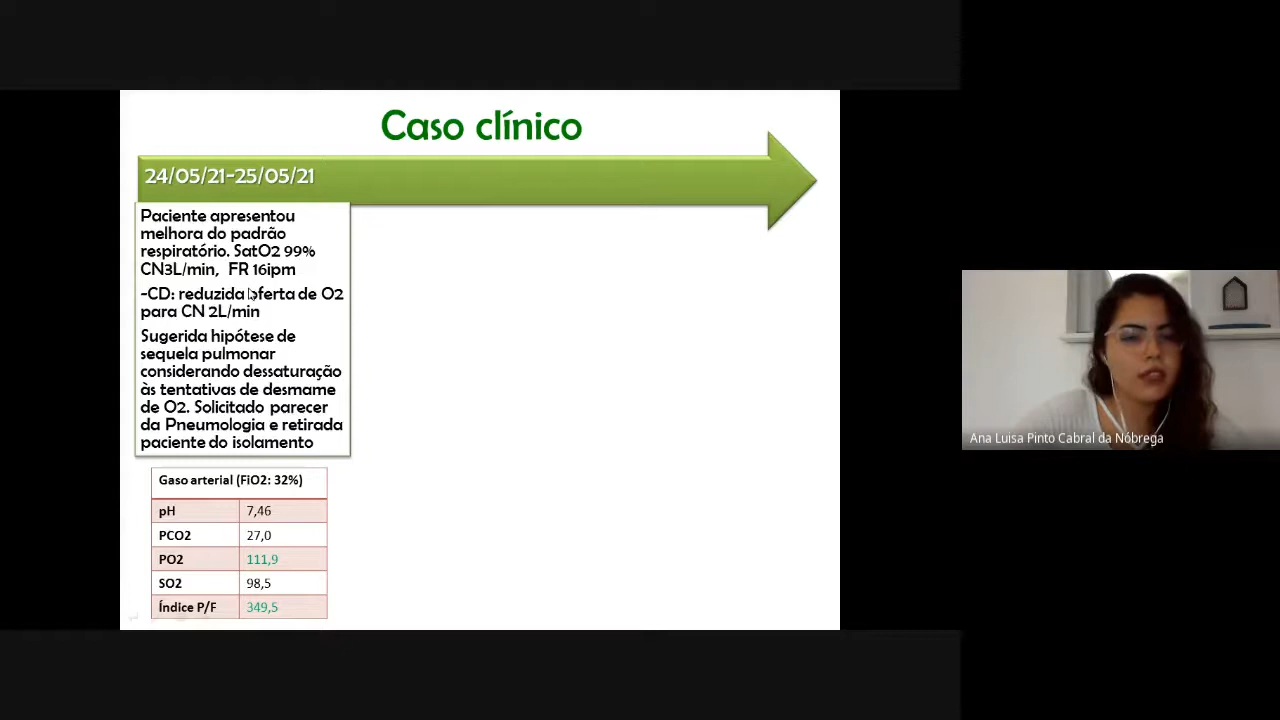 Caso clínico
24/05/21-25/05/21
Paciente apresentou
melhora do padrão
respiratório. SatO2 99%
CN3L/min, FR 16ipm
-CD: reduzida oferta de O2
para CN 2L/min
Sugerida hipótese de
sequela pulmonar
considerando dessaturação
às tentativas de desmame
de O2. Solicitado parecer
da Pneumologia e retirada
paciente do isolamento
Gaso arterial (FiO2: 32%)
pH 7,46
PCO2 27,0
PO2 111,9
SO2 98,5
Índice P/F 349,5
Ana Luisa Pinto Cabral da Nóbrega